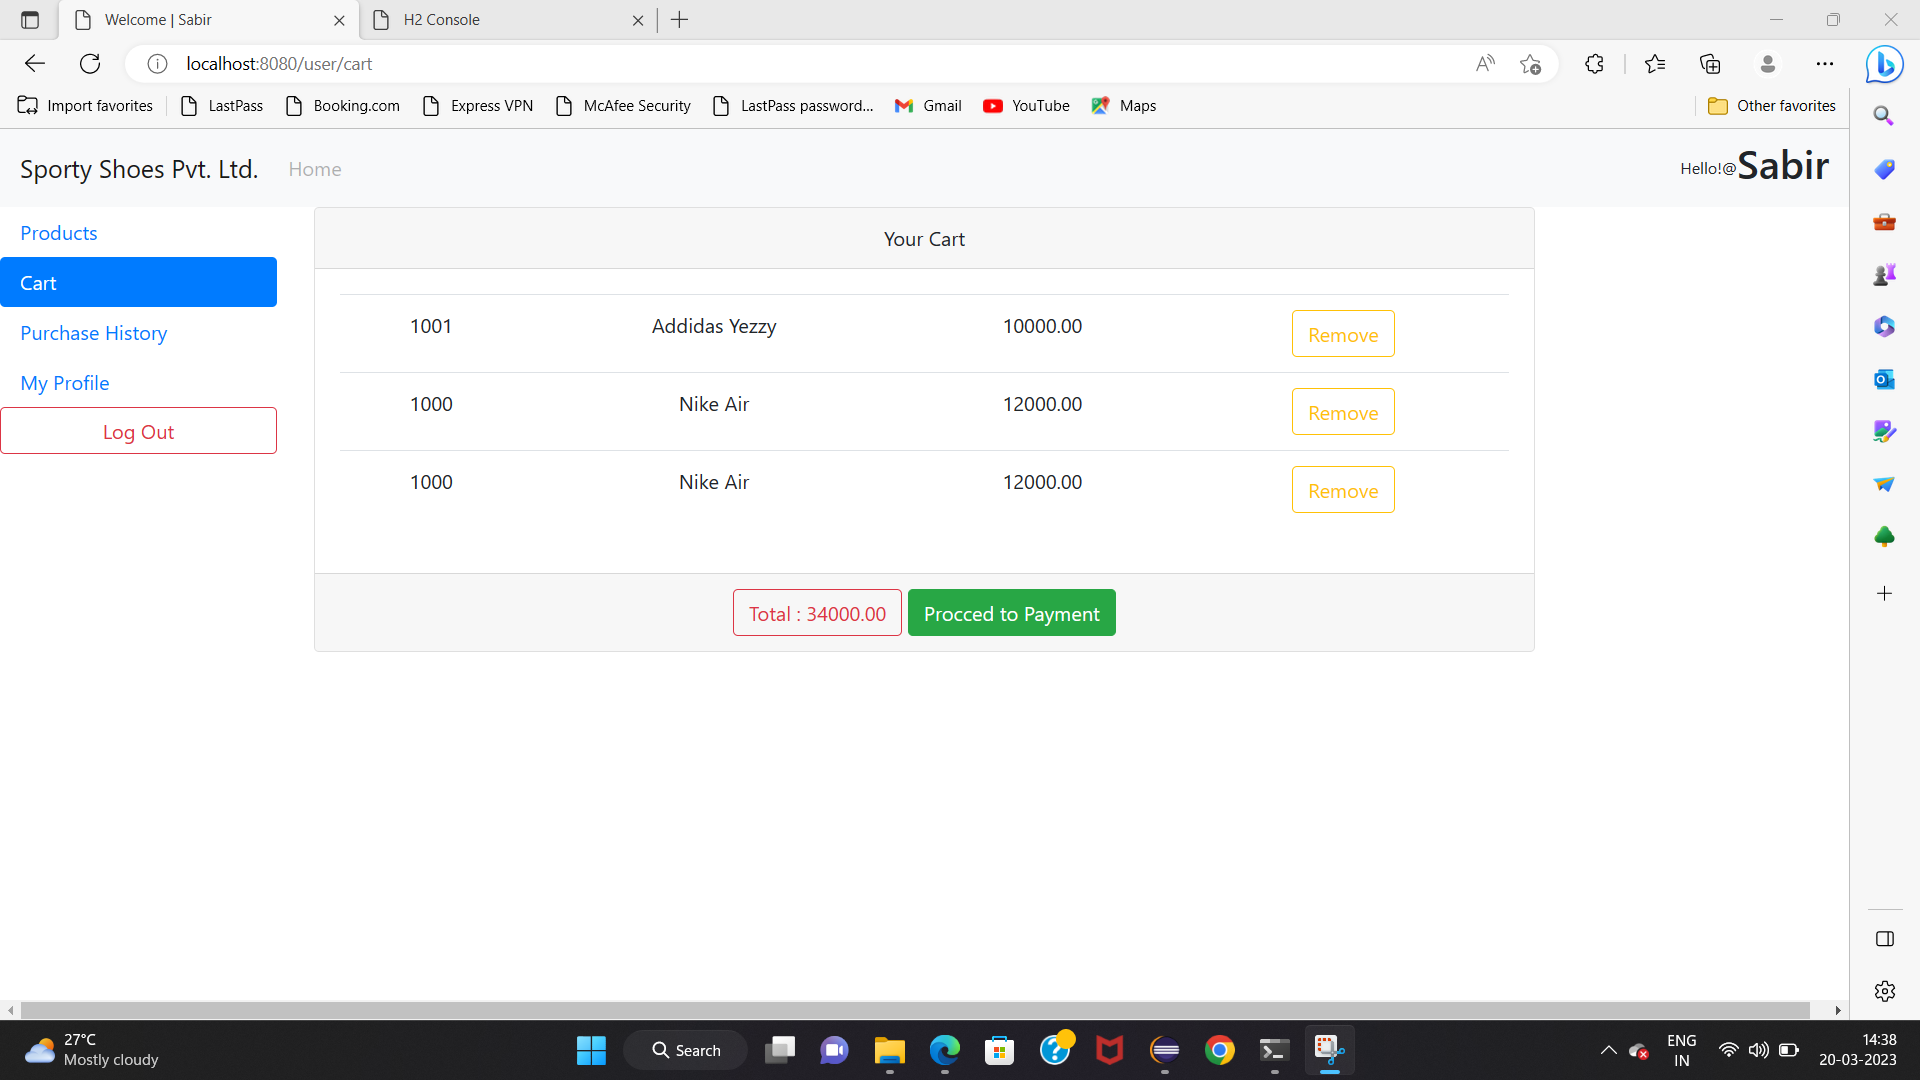 Welcome | Sabir
H2 Console
localhost:8080/user/cart
Import favorites
LastPass
Booking.com
Express VPN
McAfee Security
LastPass password...
Gmail
YouTube
Maps
Other favorites
Sporty Shoes Pvt. Ltd.
Home
Hello!@Sabir
Products
Cart
Purchase History
My Profile
Log Out
Your Cart
1001 Addidas Yezzy 10000.00 Remove
1000 Nike Air 12000.00 Remove
1000 Nike Air 12000.00 Remove
Total : 34000.00 Procced to Payment
27°C
Mostly cloudy
Search
ENG
IN
14:38
20-03-2023